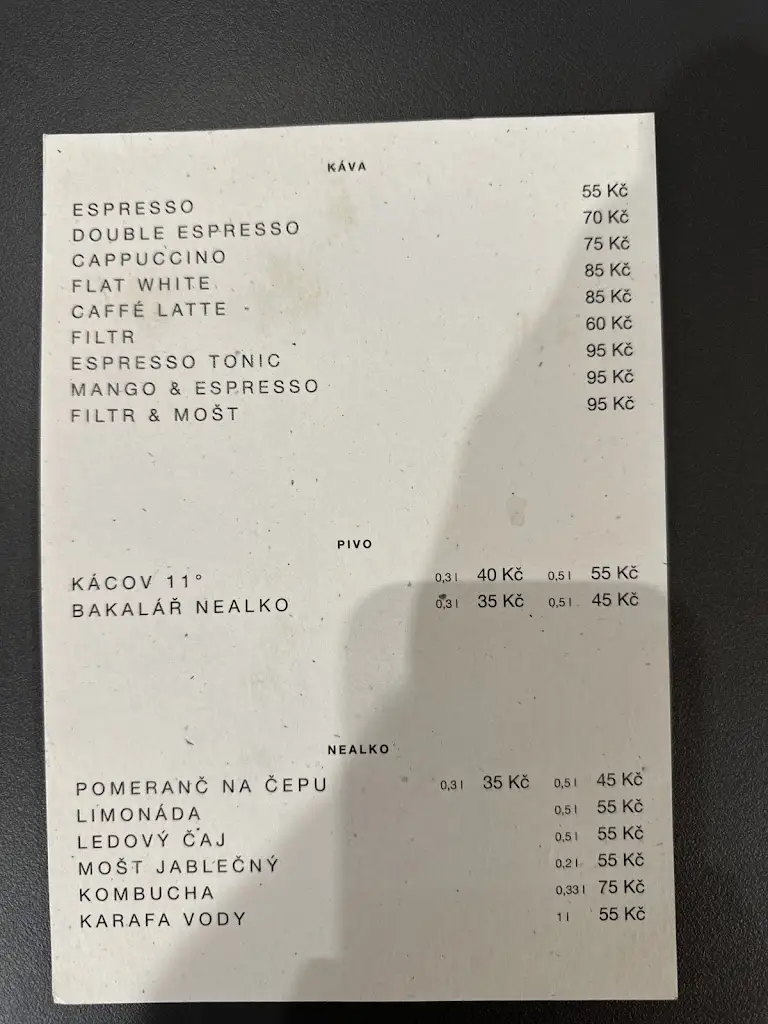 KÁVA
ESPRESSO 55 Kč
DOUBLE ESPRESSO 70 Kč
CAPPUCCINO 75 Kč
FLAT WHITE 85 Kč
CAFFÉ LATTE 85 Kč
FILTR 60 Kč
ESPRESSO TONIC 95 Kč
MANGO & ESPRESSO 95 Kč
FILTR & MOŠT 95 Kč
PIVO
KÁCOV 11° 0,3 l 40 Kč 0,5 l 55 Kč
BAKALÁŘ NEALKO 0,3 l 35 Kč 0,5 l 45 Kč
NEALKO
POMERANČ NA ČEPU 0,3 l 35 Kč 0,5 l 45 Kč
LIMONÁDA 0,5 l 55 Kč
LEDOVÝ ČAJ 0,5 l 55 Kč
MOŠT JABLEČNÝ 0,2 l 55 Kč
KOMBUCHA 0,33 l 75 Kč
KARAFA VODY 1 l 55 Kč